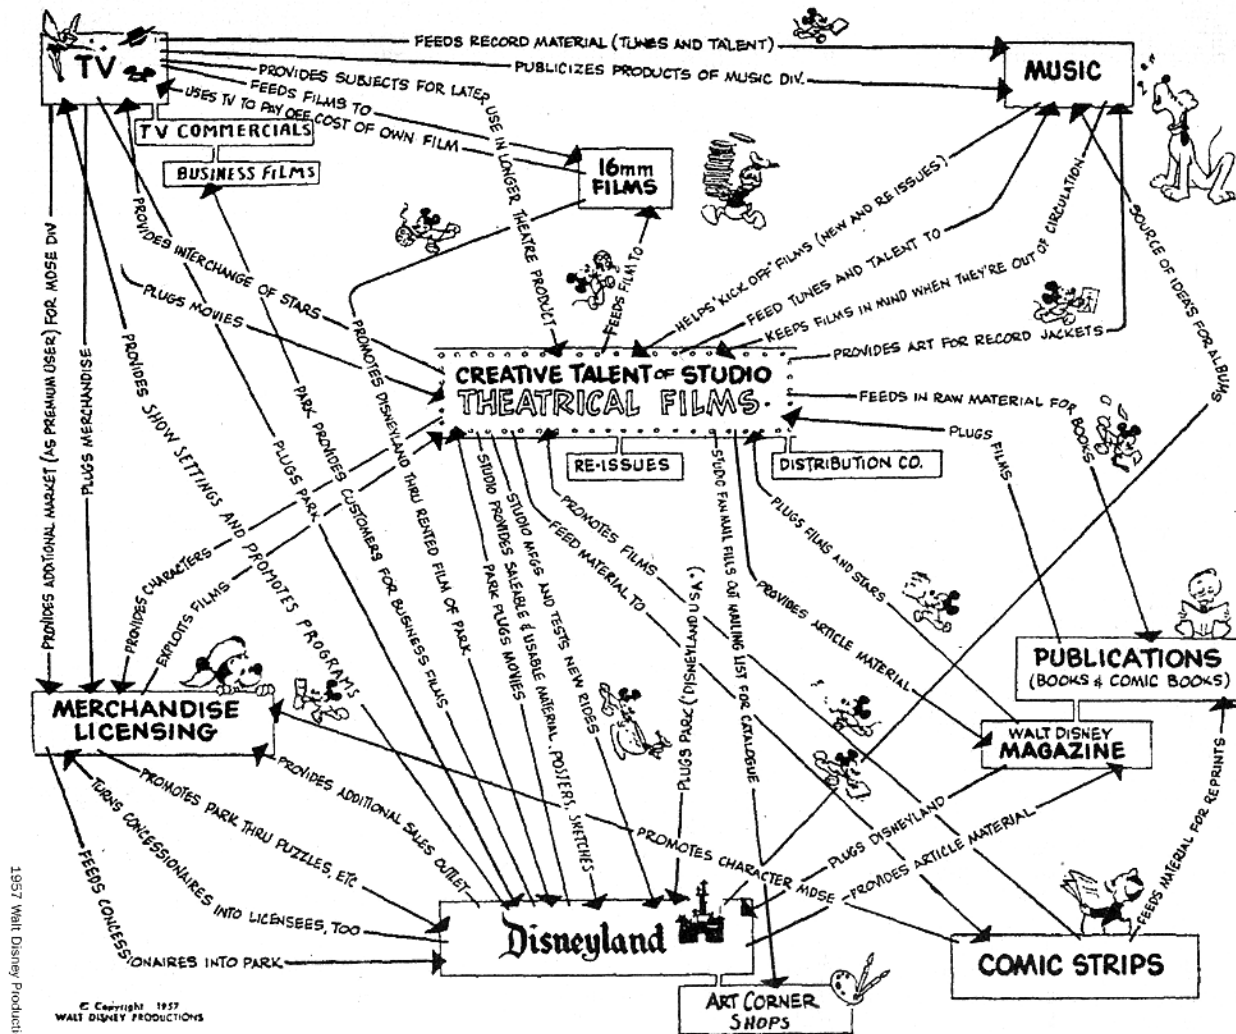 TV
FEEDS RECORD MATERIAL (TUNES AND TALENT)
PUBLICIZES PRODUCTS OF MUSIC DIV.
MUSIC
PROVIDES SUBJECTS FOR LATER USE IN LONGER THEATRE PRODUCT
FEEDS FILMS TO
USES TV TO PAY OFF COST OF OWN FILM
TV COMMERCIALS
BUSINESS FILMS
16mm
FILMS
PROVIDES INTERCHANGE OF STARS
PLUGS MOVIES
FEEDS FILM TO
HELPS "KICK OFF" FILMS (NEW AND RE ISSUES)
FEED TUNES AND TALENT TO
KEEPS FILMS IN MIND WHEN THEY'RE OUT OF CIRCULATION
SOURCE OF IDEA'S FOR ALBUMS
PROVIDES ART FOR RECORD JACKETS
CREATIVE TALENT OF STUDIO
THEATRICAL FILMS
RE-ISSUES
DISTRIBUTION CO.
FEEDS IN RAW MATERIAL FOR BOOKS
PLUGS FILMS
PROVIDES ADDITIONAL MARKET (AS PREMIUM USER) FOR MDSE DIV
PLUGS MERCHANDISE
PROVIDES SHOW SETTINGS AND PROMOTES PROGRAMS
PLUGS PARK
PARK PROVIDES CUSTOMERS FOR BUSINESS FILMS
PROMOTES DISNEYLAND THRU RENTED FILM OF PARK
PROVIDES CHARACTERS
EXPLOITS FILMS
PARK PLUGS MOVIES
STUDIO PROVIDES SALEABLE & USABLE MATERIAL, POSTERS, SKETCHES
STUDIO MFGS AND TESTS NEW RIDES
FEED MATERIAL TO
PROMOTES FILMS
STUDIO FAN MAIL FILLS OUT MAILING LIST FOR CATALOGUE
PROVIDES ARTICLE MATERIAL
PLUGS FILMS AND STARS
PLUGS PARK ("DISNEYLAND U.S.A.")
PUBLICATIONS
(BOOKS & COMIC BOOKS)
WALT DISNEY
MAGAZINE
MERCHANDISE
LICENSING
PROVIDES ADDITIONAL SALES OUTLET
PROMOTES PARK THRU PUZZLES, ETC
TURNS CONCESSIONAIRES INTO LICENSEES, TOO
FEEDS CONCESSIONAIRES INTO PARK
PROMOTES CHARACTER MDSE
PLUGS DISNEYLAND
PROVIDES ARTICLE MATERIAL
FEEDS MATERIAL FOR REPRINTS
Disneyland
ART CORNER
SHOPS
COMIC STRIPS
© Copyright 1957
WALT DISNEY PRODUCTIONS
1957 Walt Disney Producti